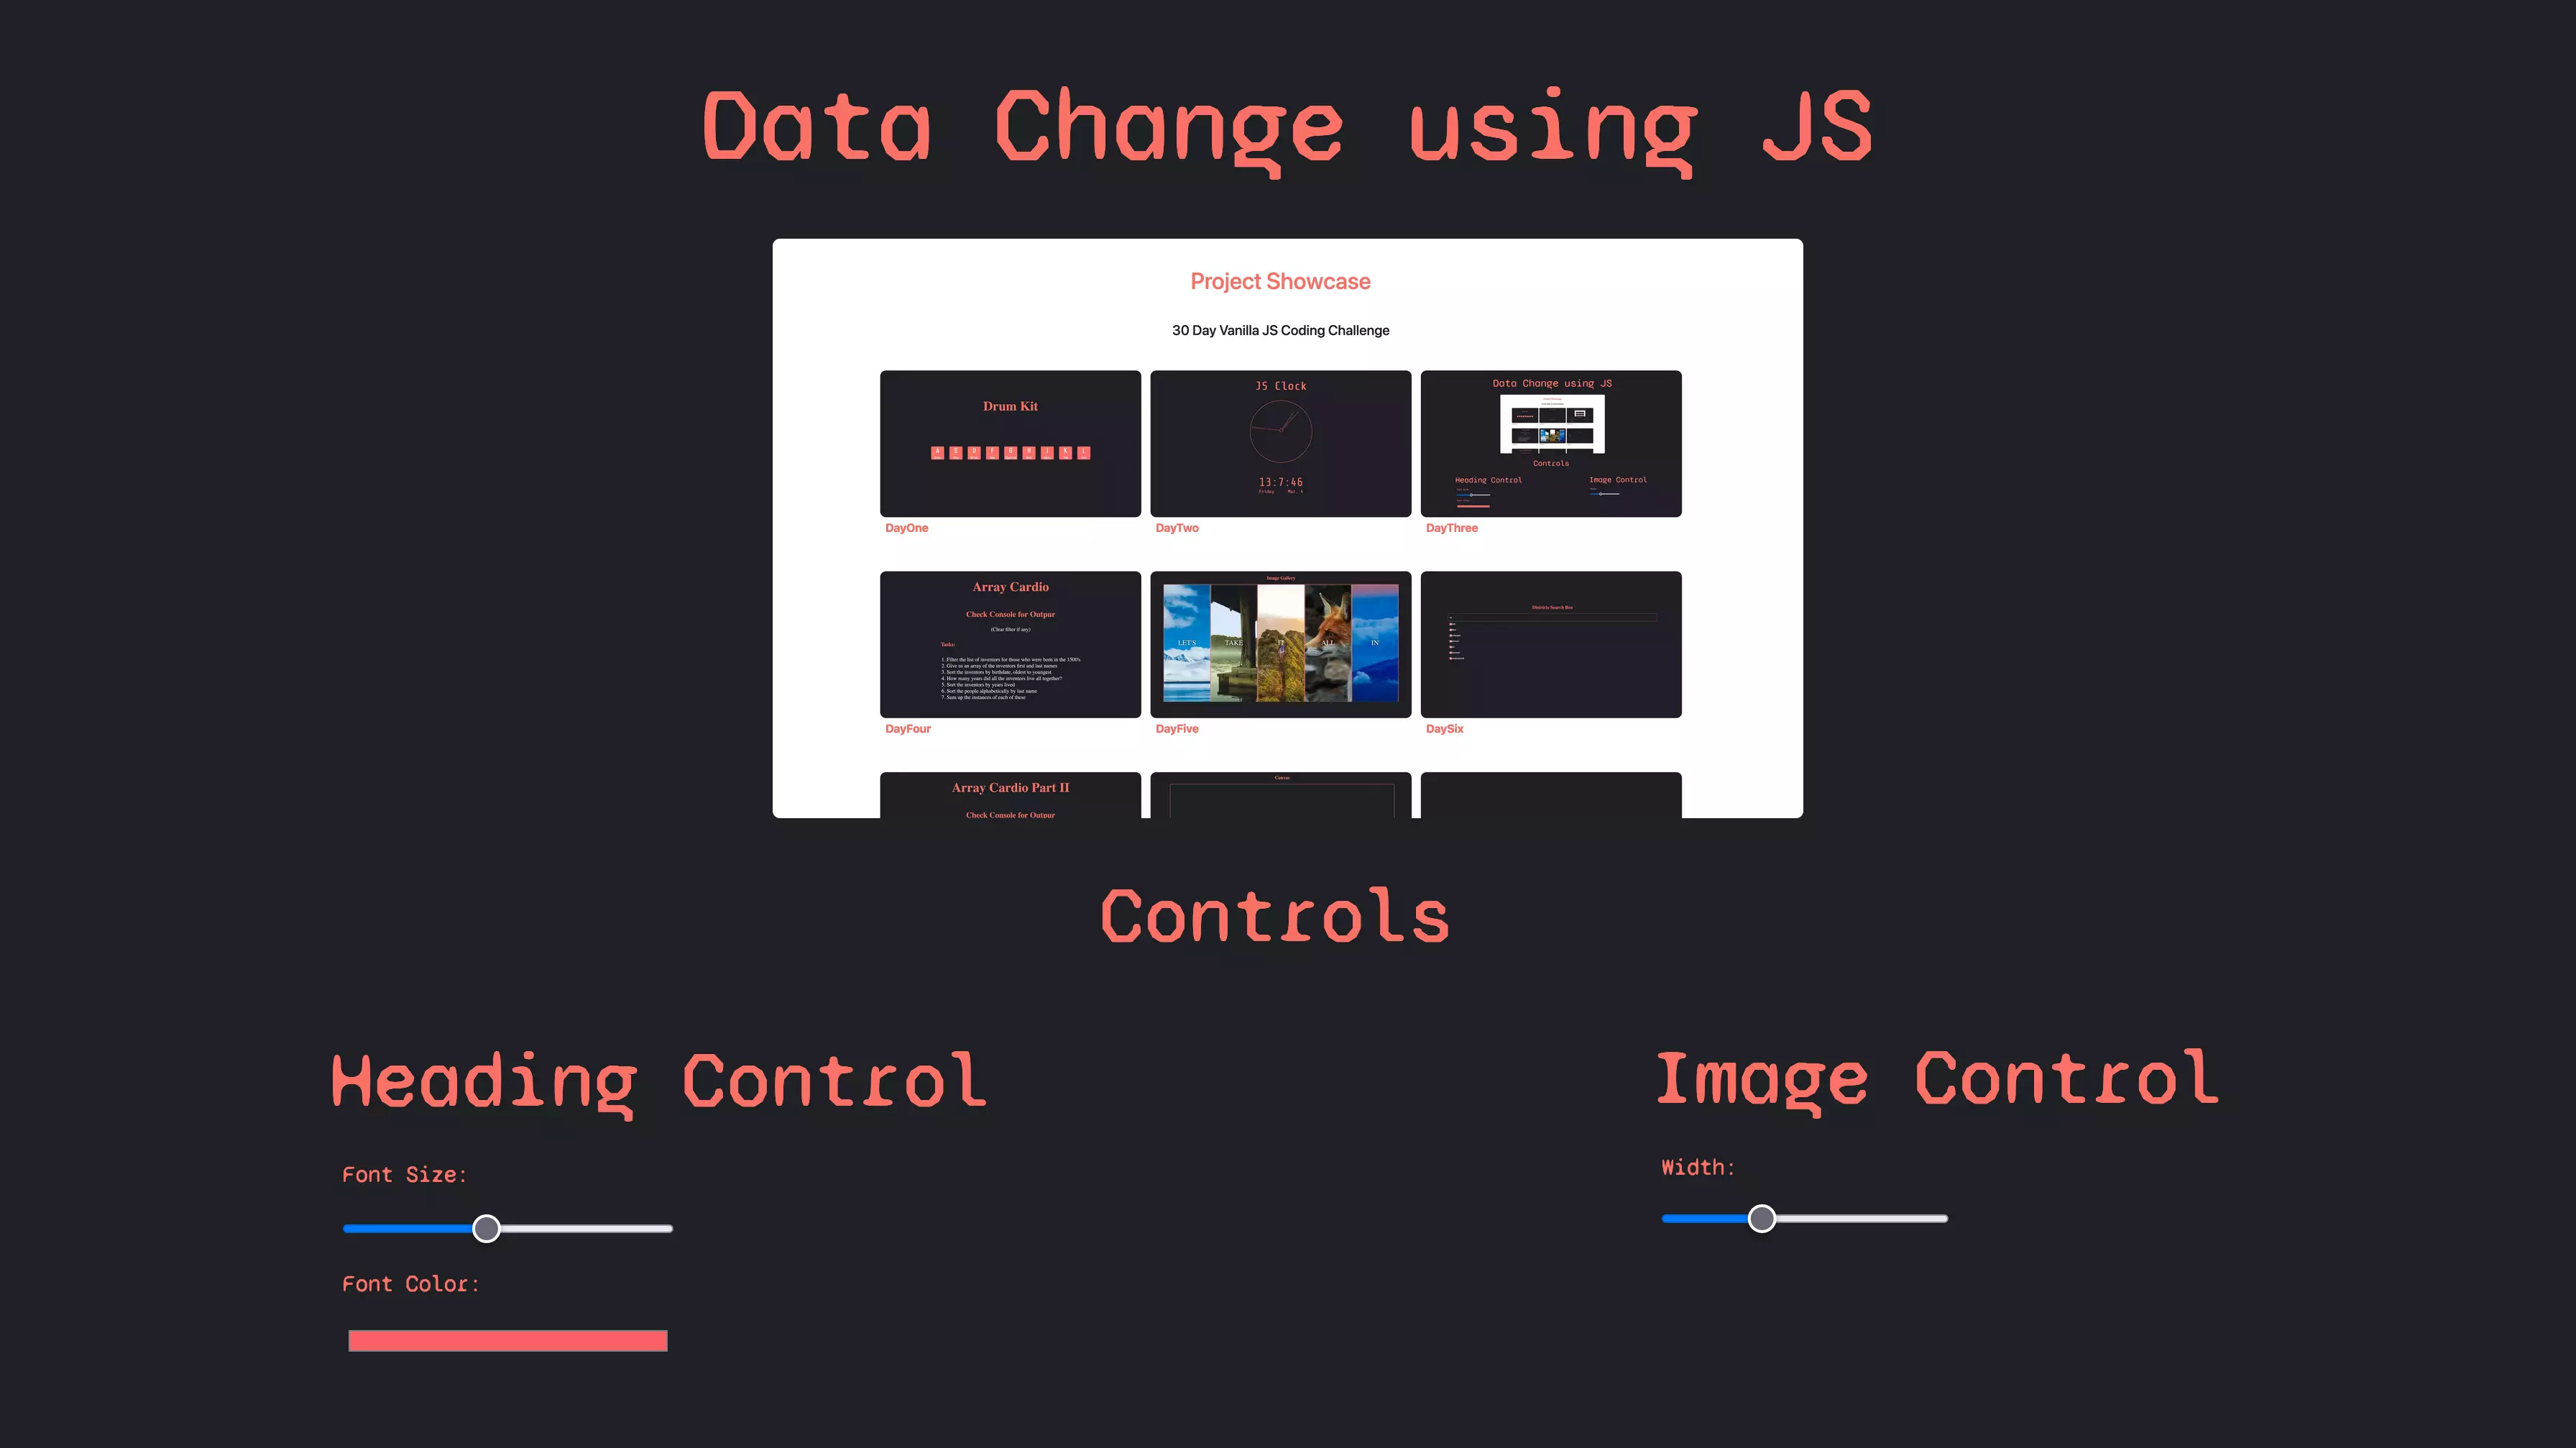 Data Change using JS
Project Showcase
30 Day Vanilla JS Coding Challenge
Drum Kit
A S D F G H J K L
DayOne
JS Clock
13:7:46
Friday Mar. 4
DayTwo
Data Change using JS
Controls
Heading Control
Image Control
DayThree
Array Cardio
Check Console for Outpur
(Clear filter if any)
Tasks:
1. Filter the list of inventors for those who were born in the 1500's
2. Give us an array of the inventors first and last names
3. Sort the inventors by birthdate, oldest to youngest
4. How many years did all the inventors live all together?
5. Sort the inventors by years lived
6. Sort the people alphabetically by last name
7. Sum up the instances of each of these
DayFour
Image Gallery
LET'S TAKE IT ALL IN
DayFive
Districts Search Box
DaySix
Array Cardio Part II
Check Console for Outpur
Canvas
Controls
Heading Control
Font Size:
Font Color:
Image Control
Width: